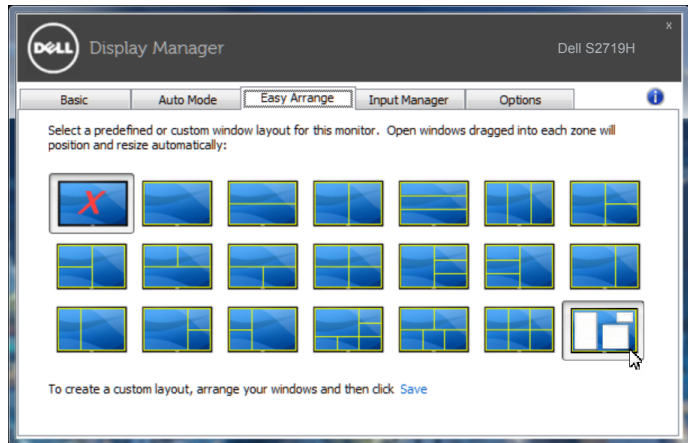 DELL Display Manager
x
Dell S2719H
Basic Auto Mode Easy Arrange Input Manager Options i
Select a predefined or custom window layout for this monitor. Open windows dragged into each zone will
position and resize automatically:
X
To create a custom layout, arrange your windows and then click Save